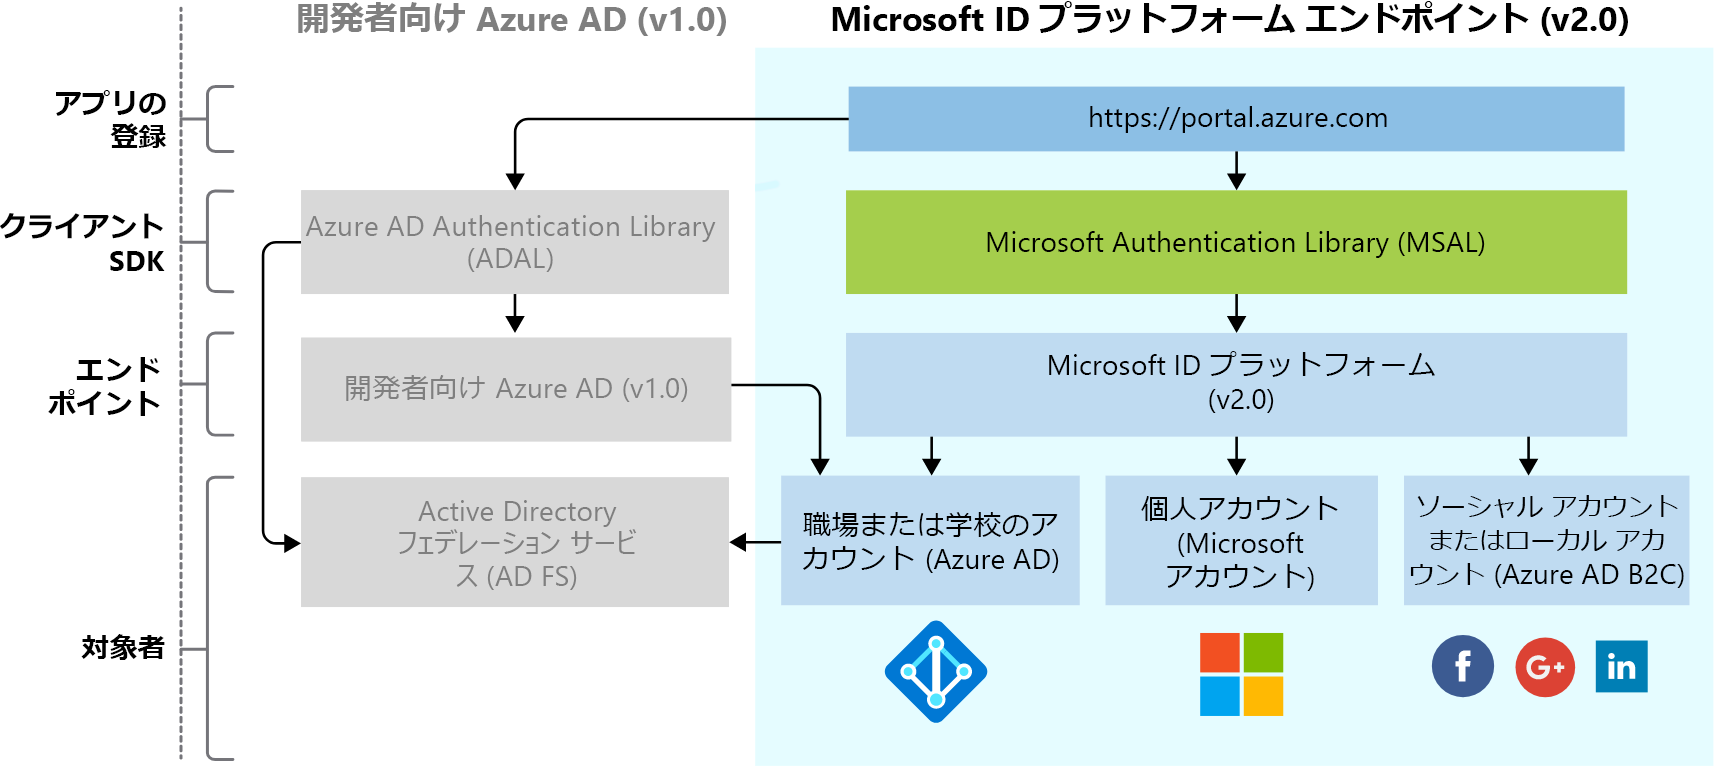 開発者向け Azure AD (v1.0)
Microsoft ID プラットフォーム エンドポイント (v2.0)
アプリの
登録
https://portal.azure.com
クライアント
SDK
Azure AD Authentication Library
(ADAL)
Microsoft Authentication Library (MSAL)
エンド
ポイント
開発者向け Azure AD (v1.0)
Microsoft ID プラットフォーム
(v2.0)
対象者
Active Directory
フェデレーション サービ
ス (AD FS)
職場または学校のア
カウント (Azure AD)
個人アカウント
(Microsoft
アカウント)
ソーシャル アカウント
またはローカル アカ
ウント (Azure AD B2C)
f
G+
in